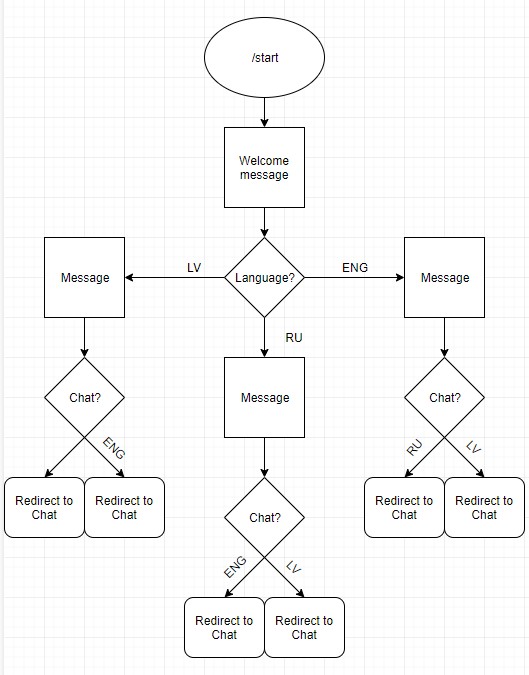 /start
Welcome
message
LV
Language?
ENG
Message
Message
RU
Message
Chat?
Chat?
ENG
RU
LV
Redirect to
Chat
Redirect to
Chat
Redirect to
Chat
Redirect to
Chat
Chat?
ENG
LV
Redirect to
Chat
Redirect to
Chat